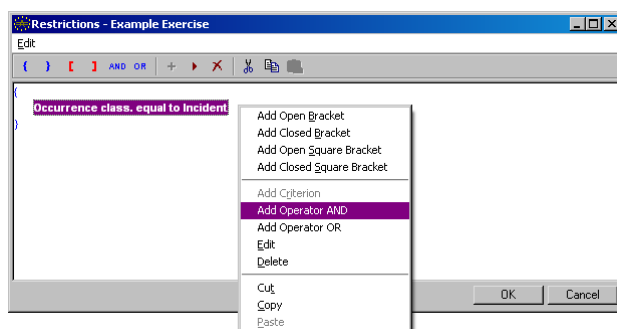 Restrictions - Example Exercise
Edit
{ } [ ] AND OR +
{
Occurrence class. equal to Incident
}
Add Open Bracket
Add Closed Bracket
Add Open Square Bracket
Add Closed Square Bracket
Add Criterion
Add Operator AND
Add Operator OR
Edit
Delete
Cut
Copy
Paste
OK Cancel